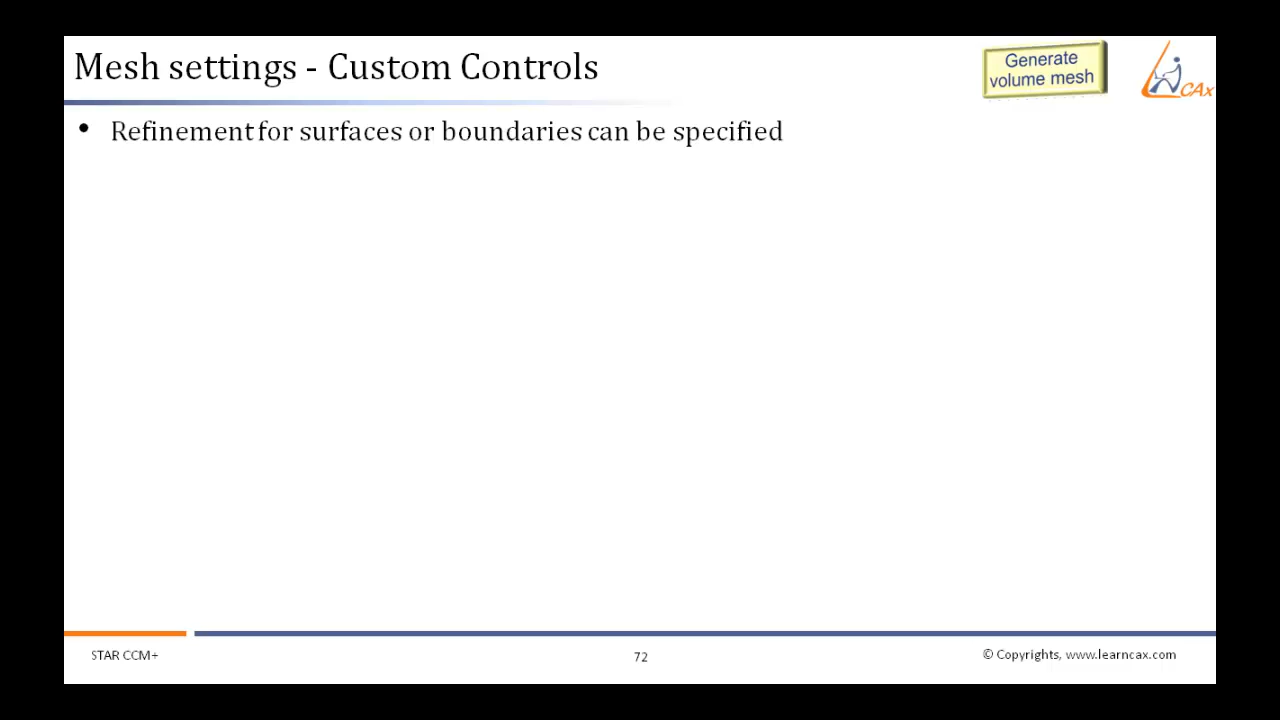 Mesh settings - Custom Controls
Generate
volume mesh
CAx
• Refinement for surfaces or boundaries can be specified
STAR CCM+
72
© Copyrights, www.learncax.com